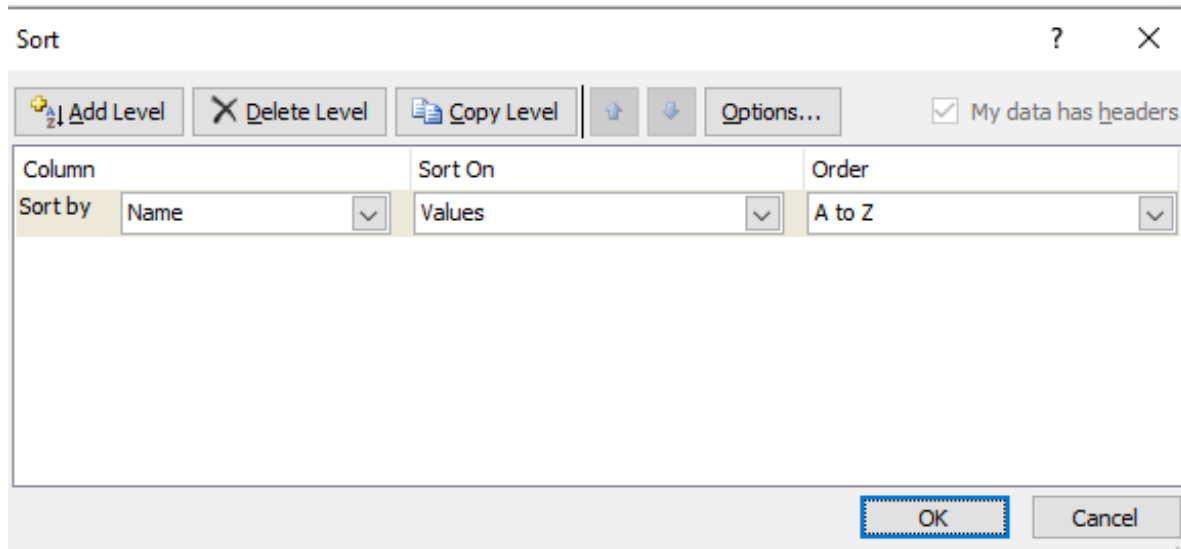 Sort ?
Add Level Delete Level Copy Level Options... My data has headers
Column Sort On Order
Sort by Name Values A to Z
OK Cancel